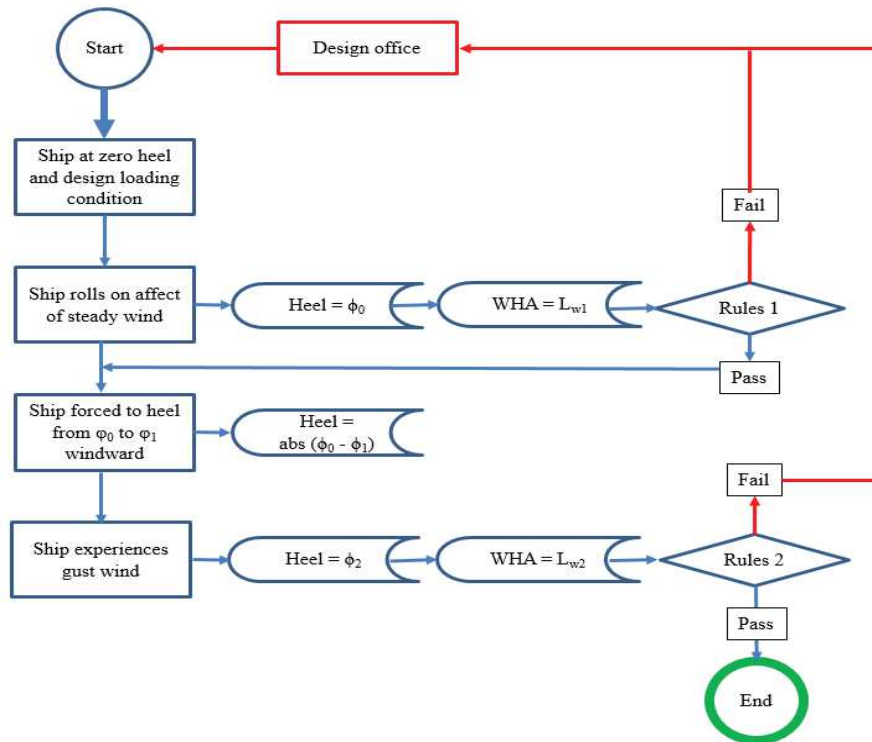 Start
Design office
Ship at zero heel
and design loading
condition
Fail
Ship rolls on affect
of steady wind
Heel = ϕ₀
WHA = Lw1
Rules 1
Pass
Ship forced to heel
from φ₀ to φ₁
windward
Heel =
abs (ϕ₀ - ϕ₁)
Fail
Ship experiences
gust wind
Heel = ϕ₂
WHA = Lw2
Rules 2
Pass
End